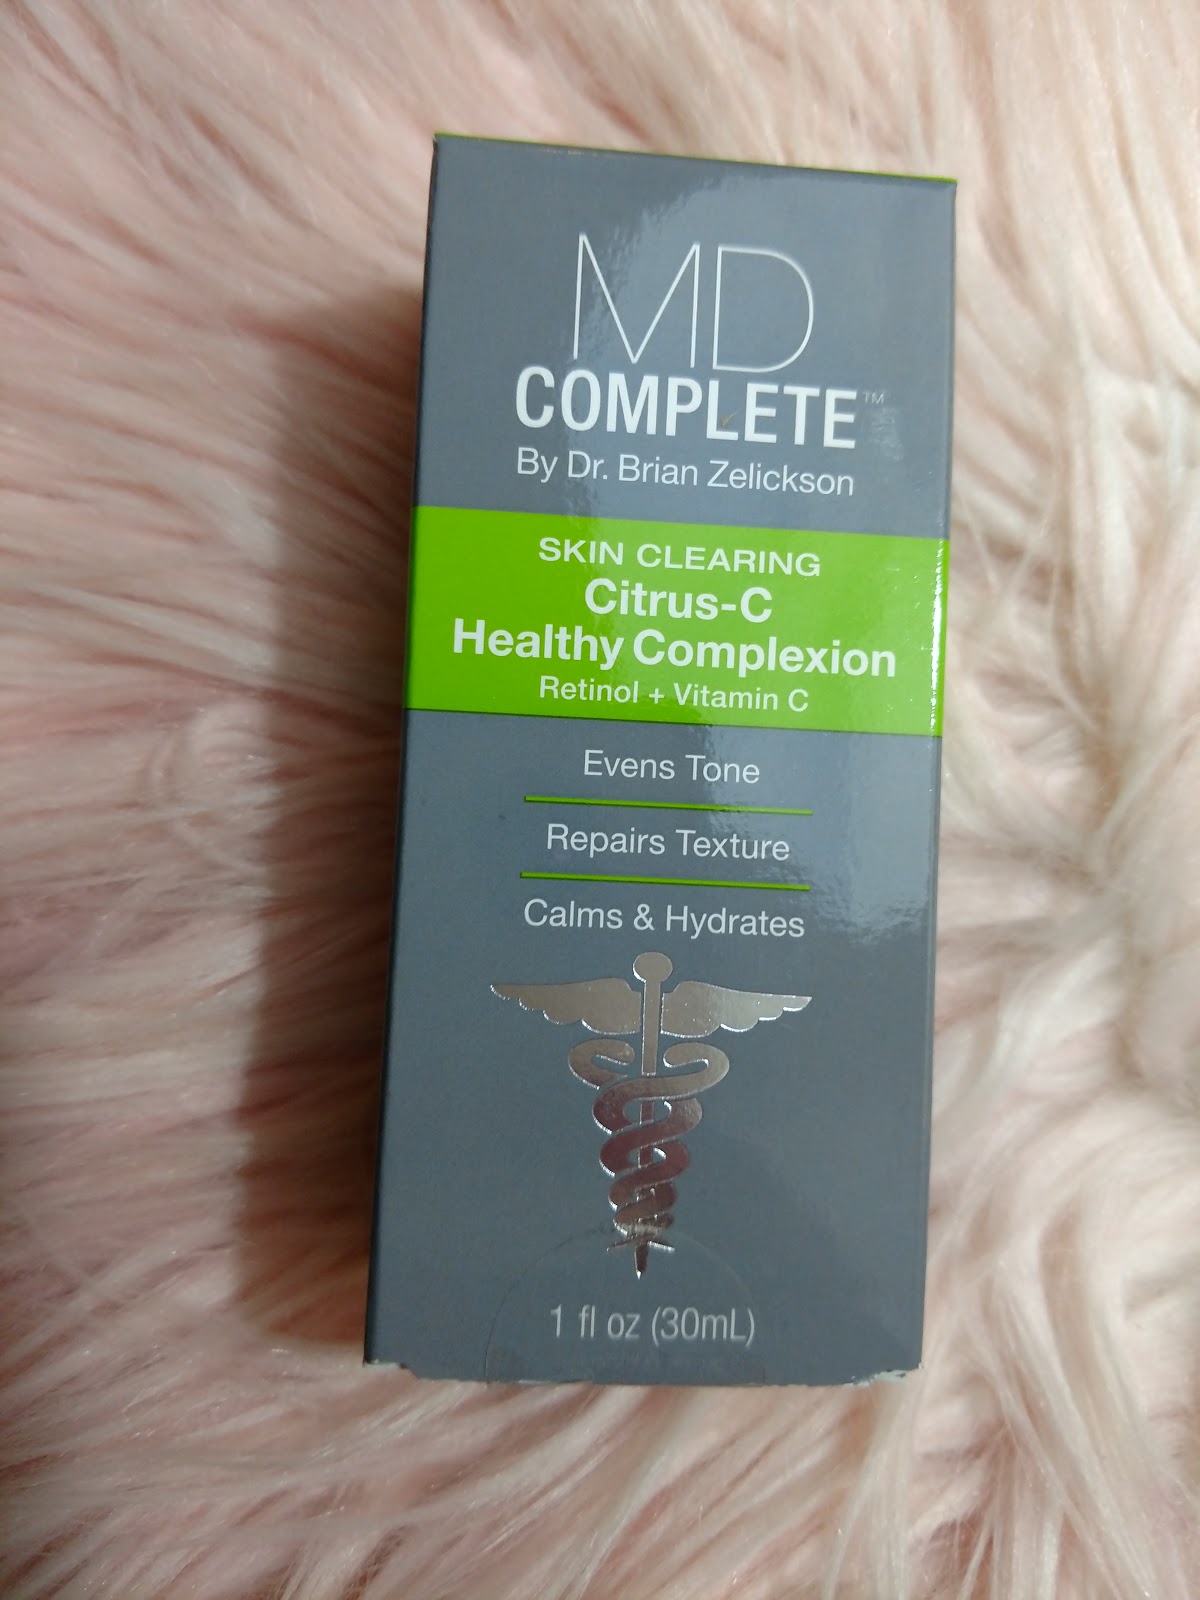 MD
COMPLETE™
By Dr. Brian Zelickson
SKIN CLEARING
Citrus-C
Healthy Complexion
Retinol + Vitamin C
Evens Tone
Repairs Texture
Calms & Hydrates
1 fl oz (30mL)